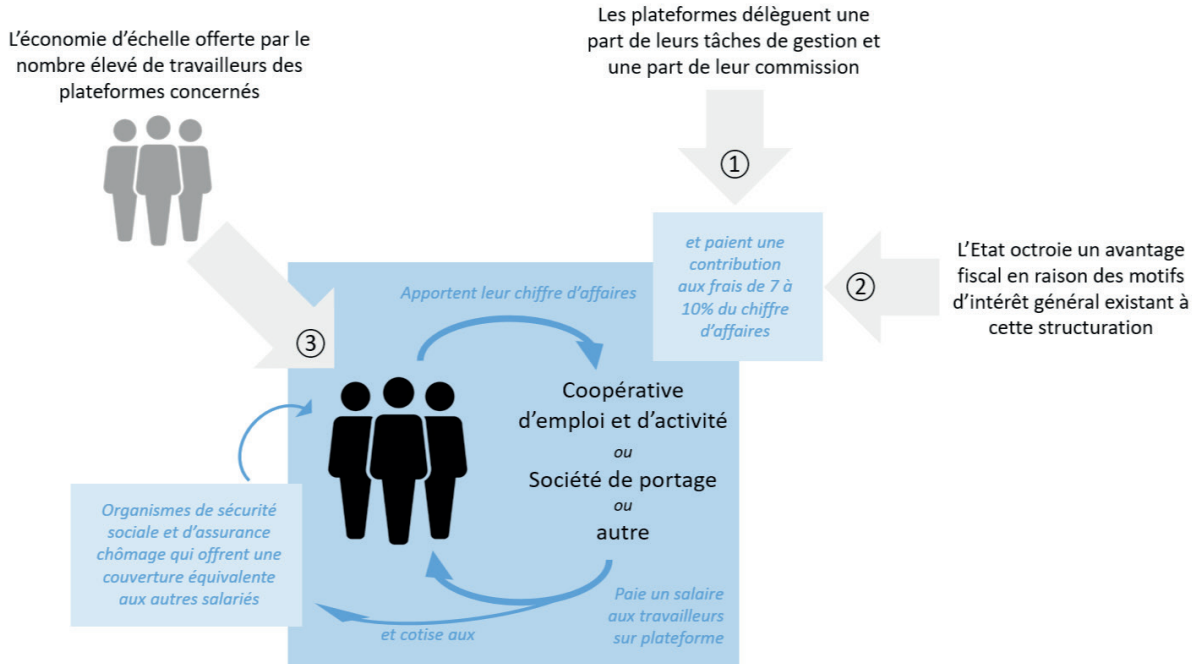 L'économie d'échelle offerte par le
nombre élevé de travailleurs des
plateformes concernés
Les plateformes délèguent une
part de leurs tâches de gestion et
une part de leur commission
①
et paient une
contribution
aux frais de 7 à
10% du chiffre
d'affaires
②
L'Etat octroie un avantage
fiscal en raison des motifs
d'intérêt général existant à
cette structuration
③
Apportent leur chiffre d'affaires
Coopérative
d'emploi et d'activité
ou
Société de portage
ou
autre
Organismes de sécurité
sociale et d'assurance
chômage qui offrent une
couverture équivalente
aux autres salariés
et cotise aux
Paie un salaire
aux travailleurs
sur plateforme